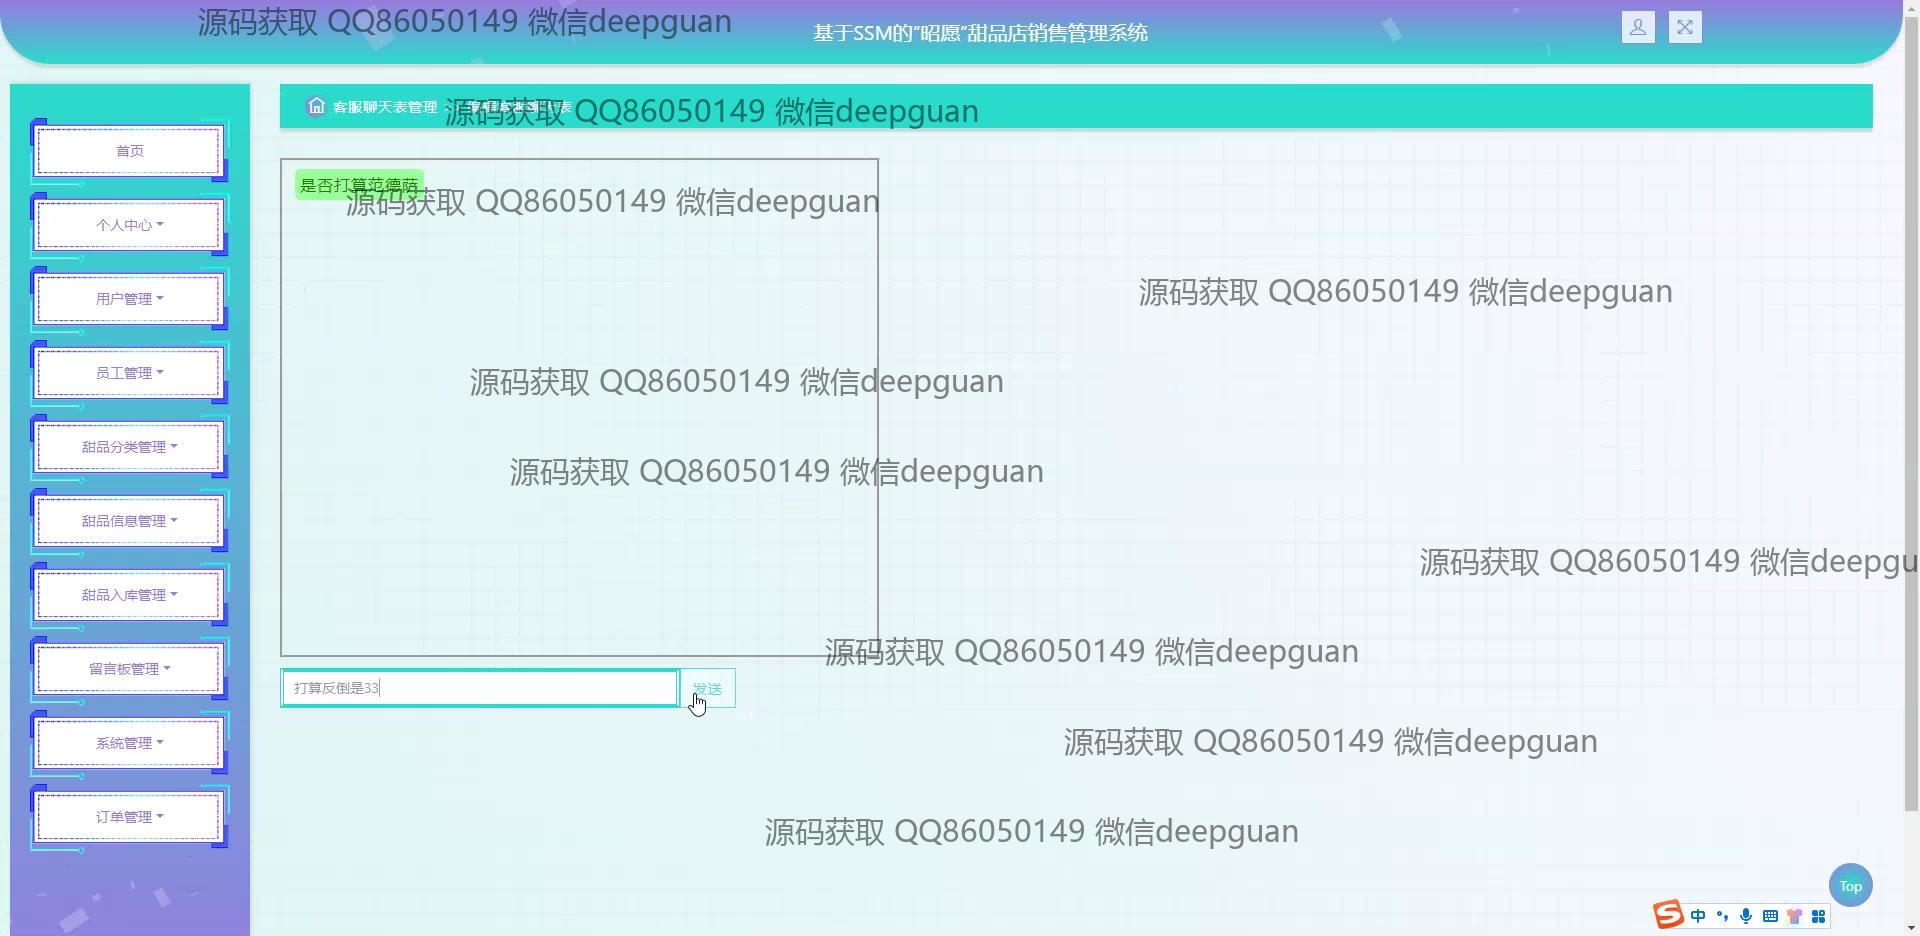 源码获取 QQ86050149 微信deepguan
基于SSM的“昭愿”甜品店销售管理系统
客服聊天表管理
源码获取 QQ86050149 微信deepguan
首页
个人中心
用户管理
员工管理
甜品分类管理
甜品信息管理
甜品入库管理
留言板管理
系统管理
订单管理
是否打算范德萨
源码获取 QQ86050149 微信deepguan
源码获取 QQ86050149 微信deepguan
源码获取 QQ86050149 微信deepguan
源码获取 QQ86050149 微信deepguan
源码获取 QQ86050149 微信deepgu
源码获取 QQ86050149 微信deepguan
打算反倒是33
发送
源码获取 QQ86050149 微信deepguan
源码获取 QQ86050149 微信deepguan
Top
中